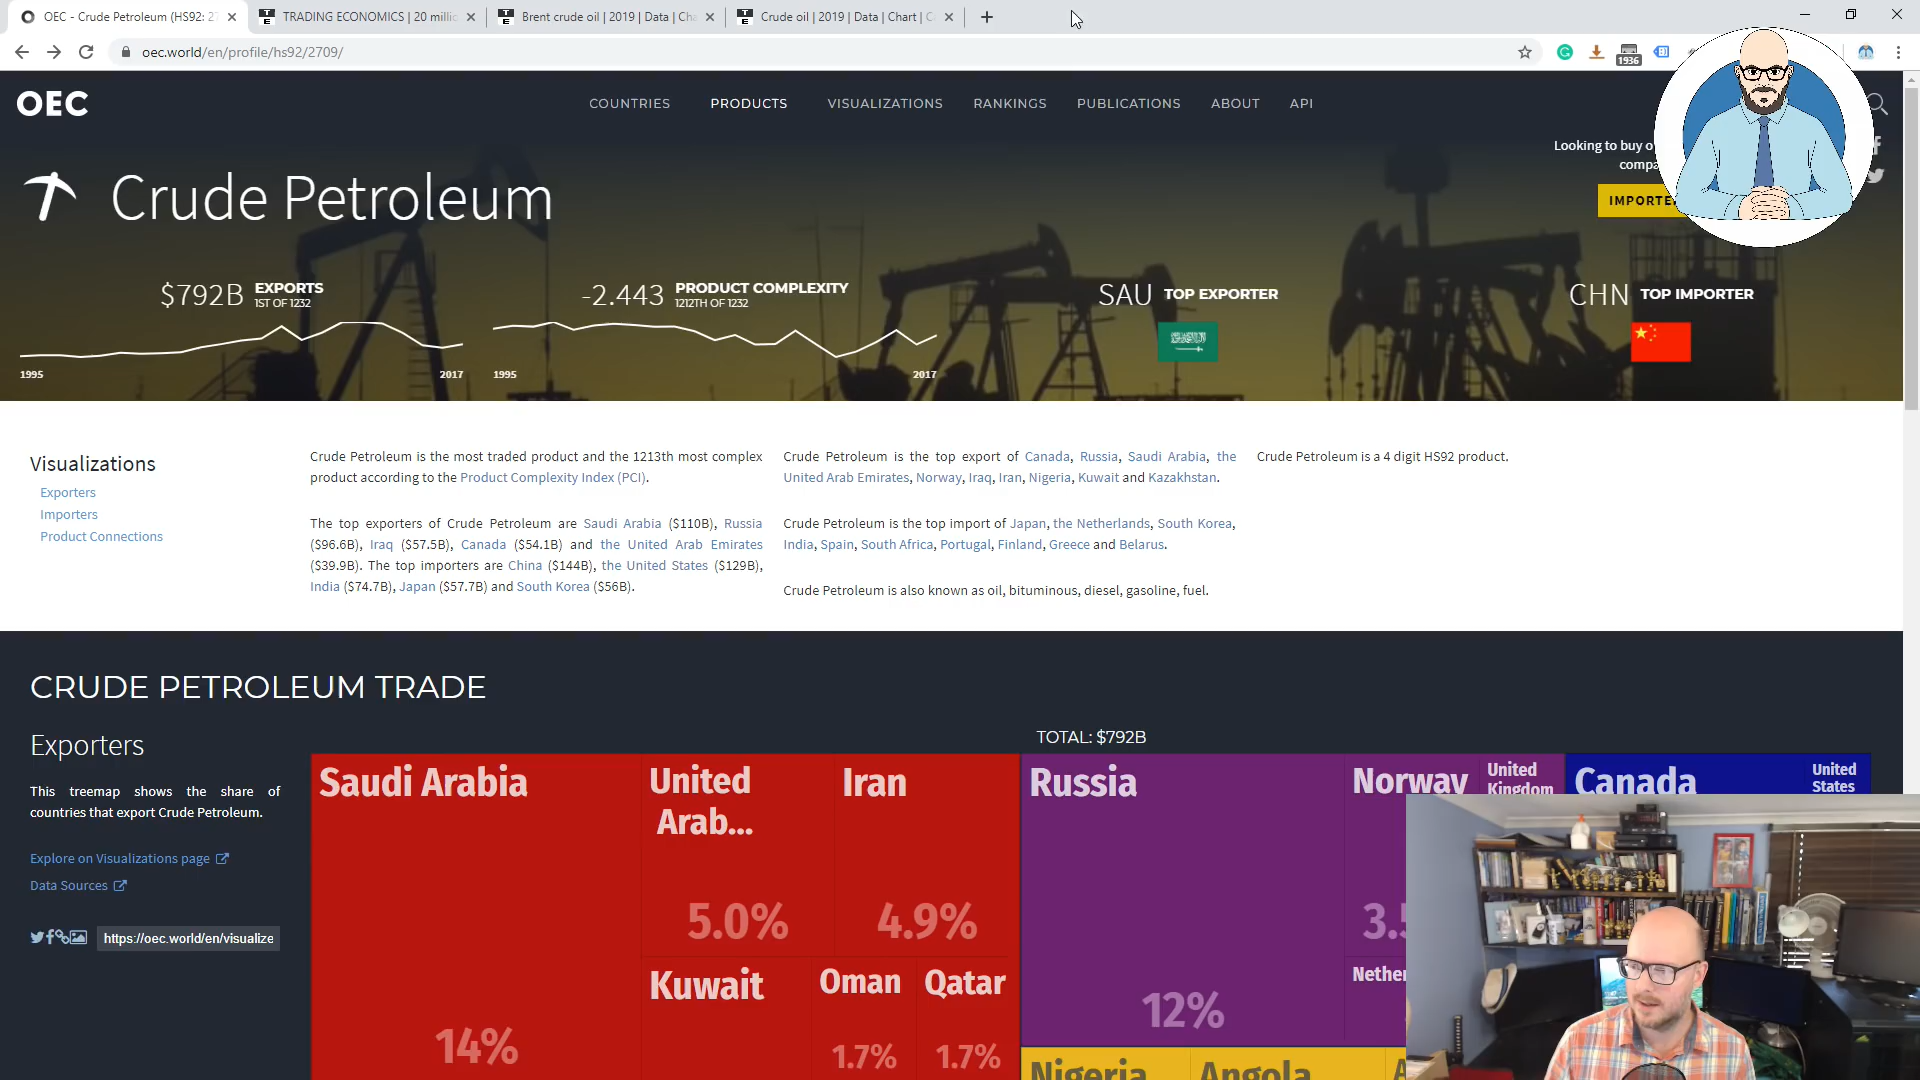 OEC - Crude Petroleum (HS92: 27
TRADING ECONOMICS | 20 millio
Brent crude oil | 2019 | Data | Cha
Crude oil | 2019 | Data | Chart | C
oec.world/en/profile/hs92/2709/
1936
OEC
COUNTRIES PRODUCTS VISUALIZATIONS RANKINGS PUBLICATIONS ABOUT API
Looking to buy o
compa
IMPORTE
Crude Petroleum
$792B EXPORTS
1ST OF 1232
1995 2017
-2.443 PRODUCT COMPLEXITY
1212TH OF 1232
1995 2017
SAU TOP EXPORTER
CHN TOP IMPORTER
Visualizations
Exporters
Importers
Product Connections
Crude Petroleum is the most traded product and the 1213th most complex
product according to the Product Complexity Index (PCI).
The top exporters of Crude Petroleum are Saudi Arabia ($110B), Russia
($96.6B), Iraq ($57.5B), Canada ($54.1B) and the United Arab Emirates
($39.9B). The top importers are China ($144B), the United States ($129B),
India ($74.7B), Japan ($57.7B) and South Korea ($56B).
Crude Petroleum is the top export of Canada, Russia, Saudi Arabia, the
United Arab Emirates, Norway, Iraq, Iran, Nigeria, Kuwait and Kazakhstan.
Crude Petroleum is the top import of Japan, the Netherlands, South Korea,
India, Spain, South Africa, Portugal, Finland, Greece and Belarus.
Crude Petroleum is also known as oil, bituminous, diesel, gasoline, fuel.
Crude Petroleum is a 4 digit HS92 product.
CRUDE PETROLEUM TRADE
Exporters
This treemap shows the share of
countries that export Crude Petroleum.
Explore on Visualizations page
Data Sources
https://oec.world/en/visualize
TOTAL: $792B
Saudi Arabia
14%
United
Arab...
5.0%
Iran
4.9%
Kuwait
Oman
1.7%
Qatar
1.7%
Russia
12%
Norway
3.5
United
Kingdom
Nether
Canada
United
States
Nigeria
Angola
A